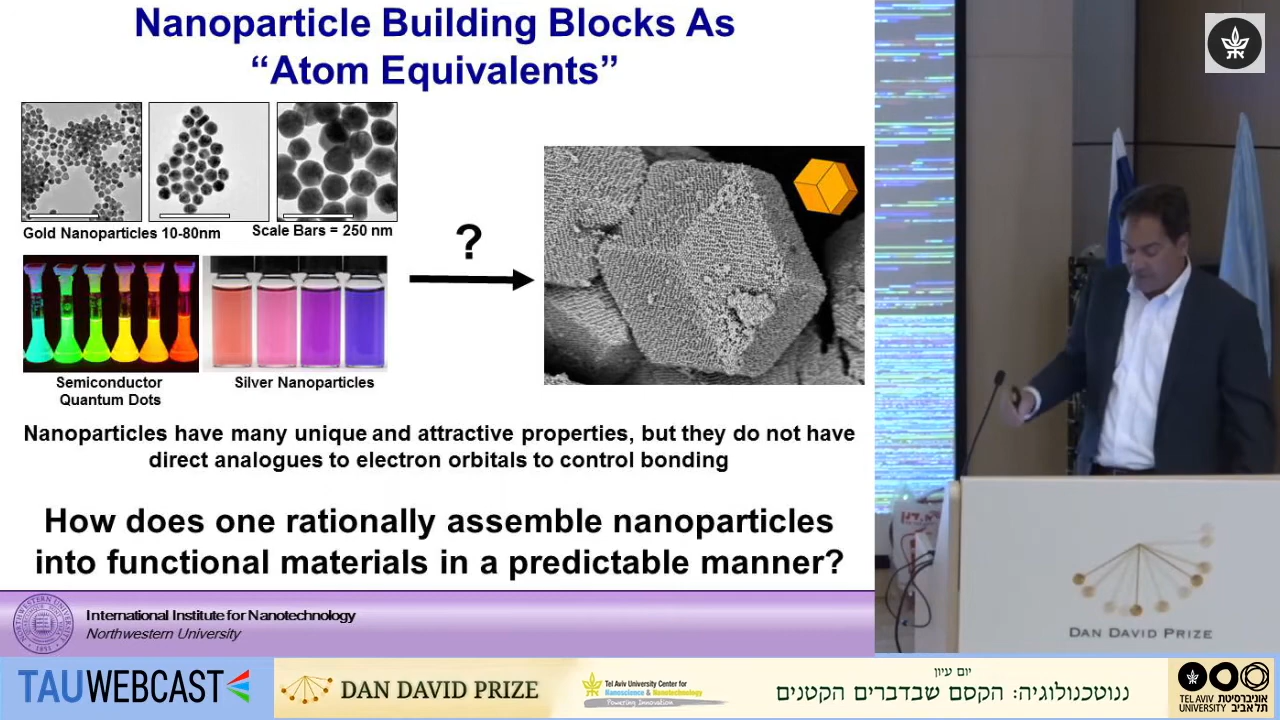 Nanoparticle Building Blocks As
“Atom Equivalents”
Gold Nanoparticles 10-80nm
Scale Bars = 250 nm
?
Semiconductor
Quantum Dots
Silver Nanoparticles
Nanoparticles have many unique and attractive properties, but they do not have
direct analogues to electron orbitals to control bonding
How does one rationally assemble nanoparticles
into functional materials in a predictable manner?
International Institute for Nanotechnology
Northwestern University
DAN DAVID PRIZE
TAUWEBCAST
DAN DAVID PRIZE
Tel Aviv University Center for
Nanoscience & Nanotechnology
Powering Innovation
יום עיון
ננוטכנולוגיה: הקסם שבדברים הקטנים
TEL AVIV אוניברסיטת
UNIVERSITY תל אביב